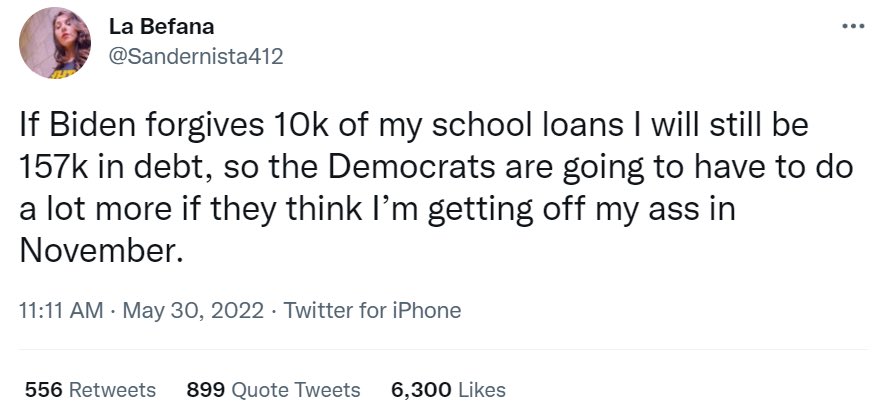 La Befana
@Sandernista412
If Biden forgives 10k of my school loans I will still be
157k in debt, so the Democrats are going to have to do
a lot more if they think I’m getting off my ass in
November.
11:11 AM · May 30, 2022 · Twitter for iPhone
556 Retweets 899 Quote Tweets 6,300 Likes